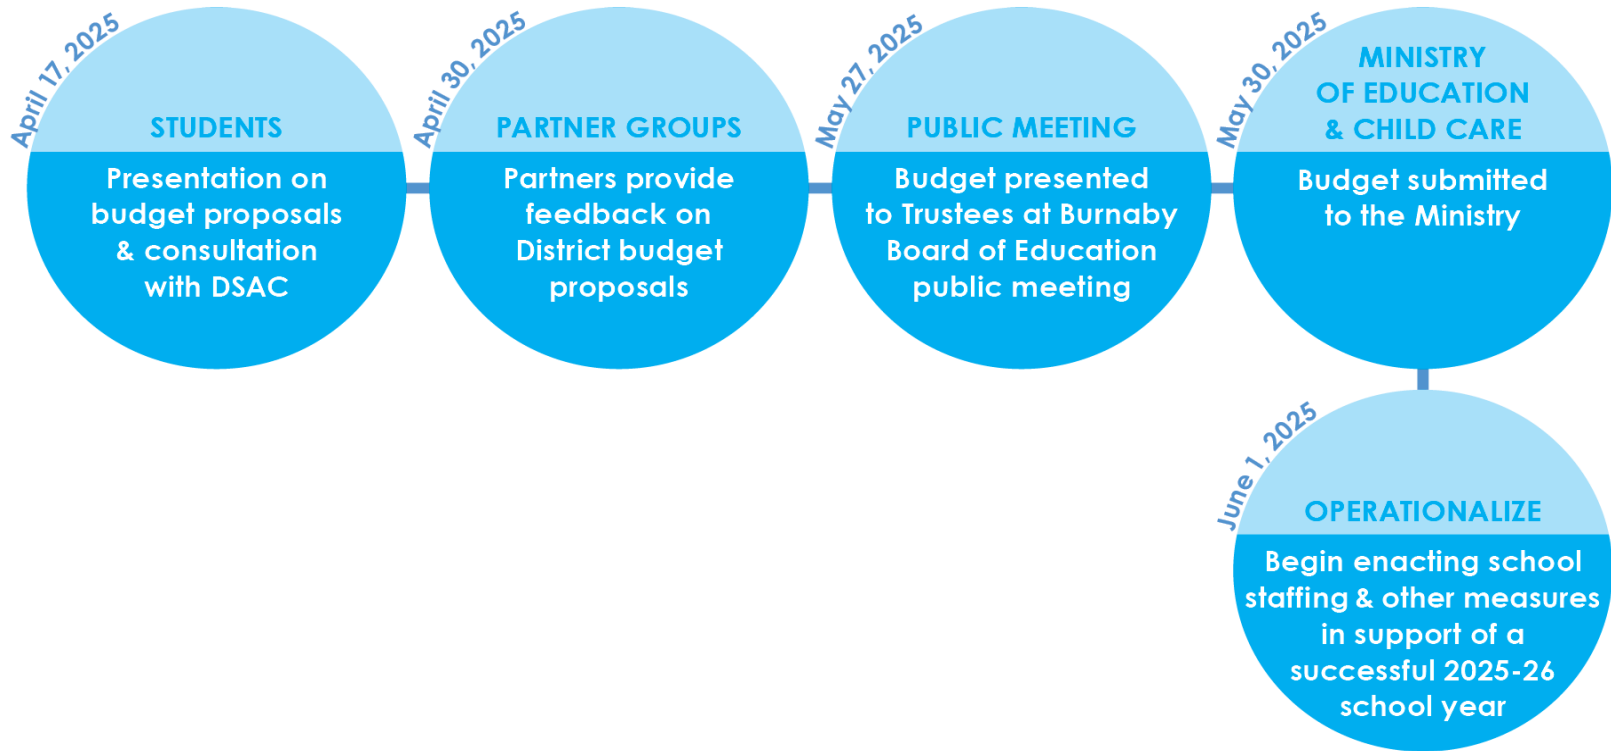 April 17, 2025
STUDENTS
Presentation on
budget proposals
& consultation
with DSAC
April 30, 2025
PARTNER GROUPS
Partners provide
feedback on
District budget
proposals
May 27, 2025
PUBLIC MEETING
Budget presented
to Trustees at Burnaby
Board of Education
public meeting
May 30, 2025
MINISTRY
OF EDUCATION
& CHILD CARE
Budget submitted
to the Ministry
June 1, 2025
OPERATIONALIZE
Begin enacting school
staffing & other measures
in support of a
successful 2025-26
school year